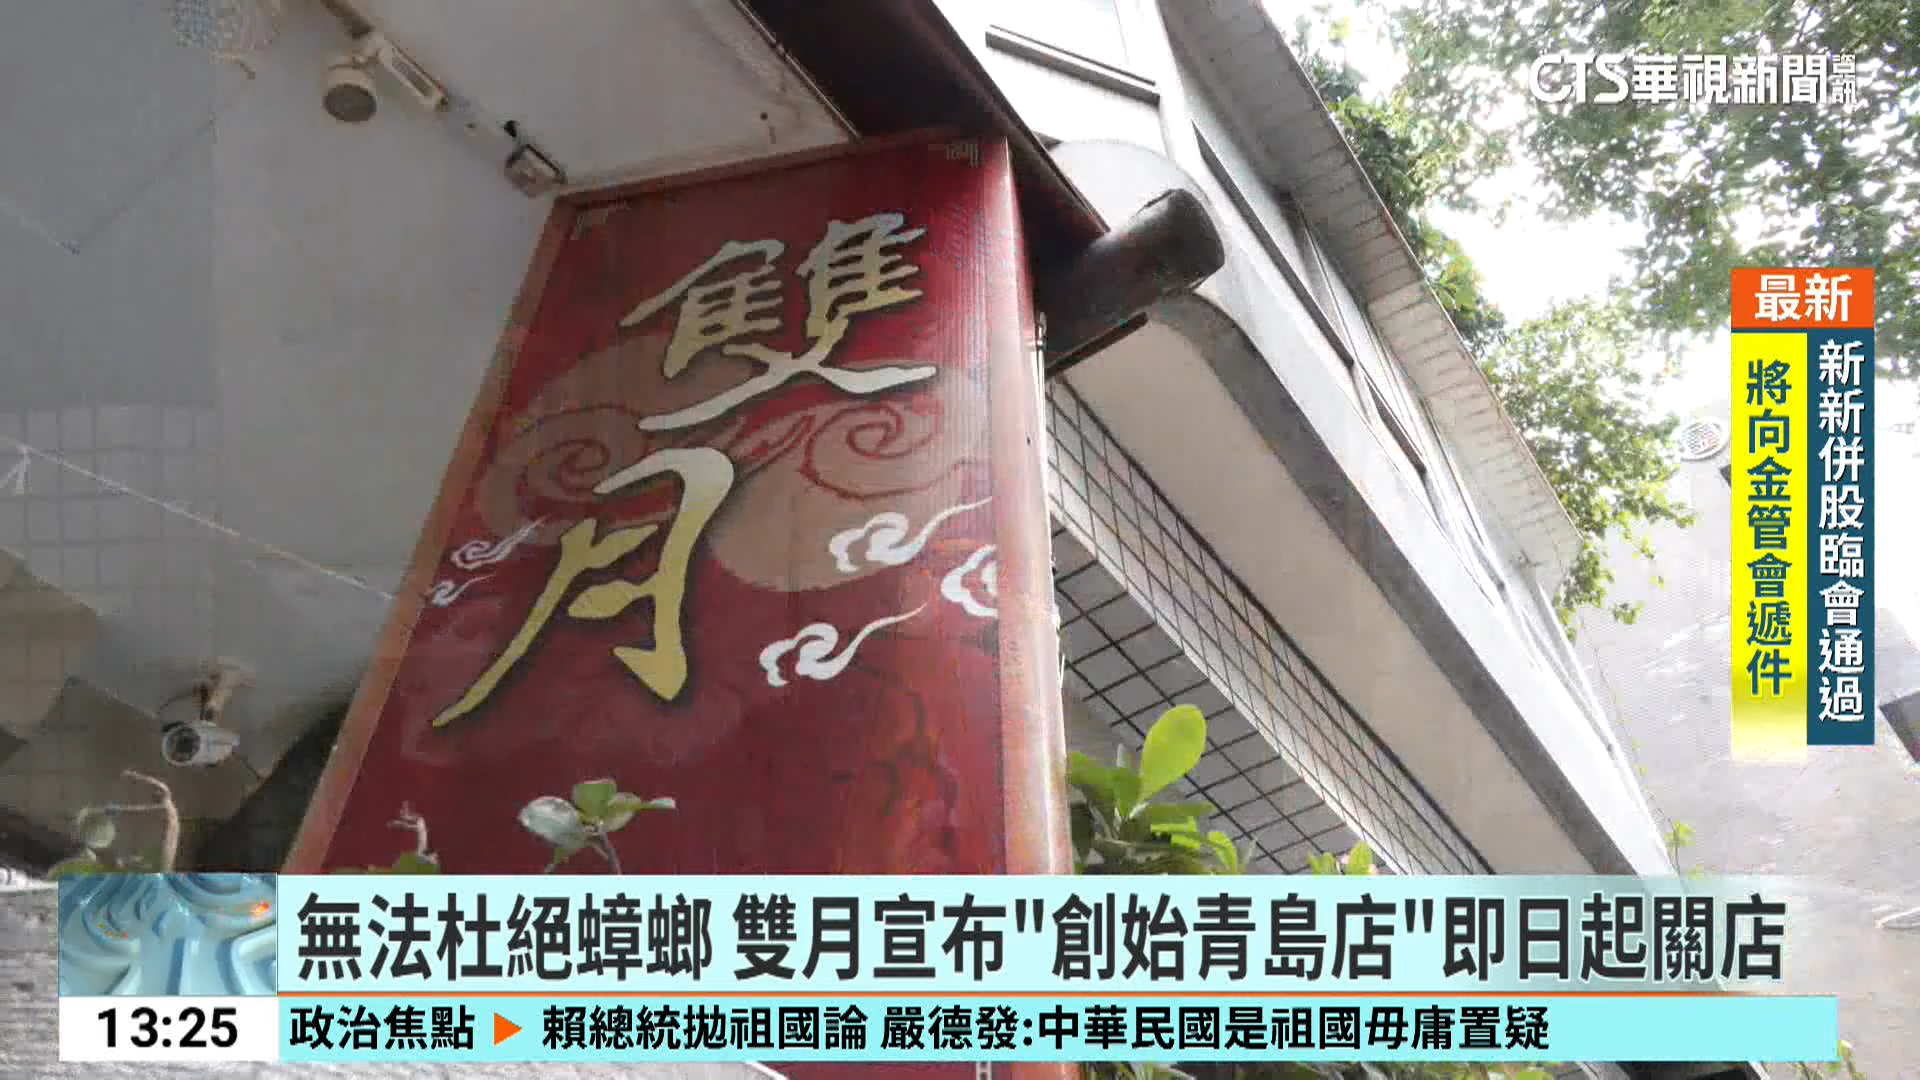 CTS華視新聞資訊
最新
新新併股臨會通過
將向金管會遞件
雙月
無法杜絕蟑螂 雙月宣布"創始青島店"即日起關店
13:25
政治焦點 ▶ 賴總統拋祖國論 嚴德發:中華民國是祖國毋庸置疑